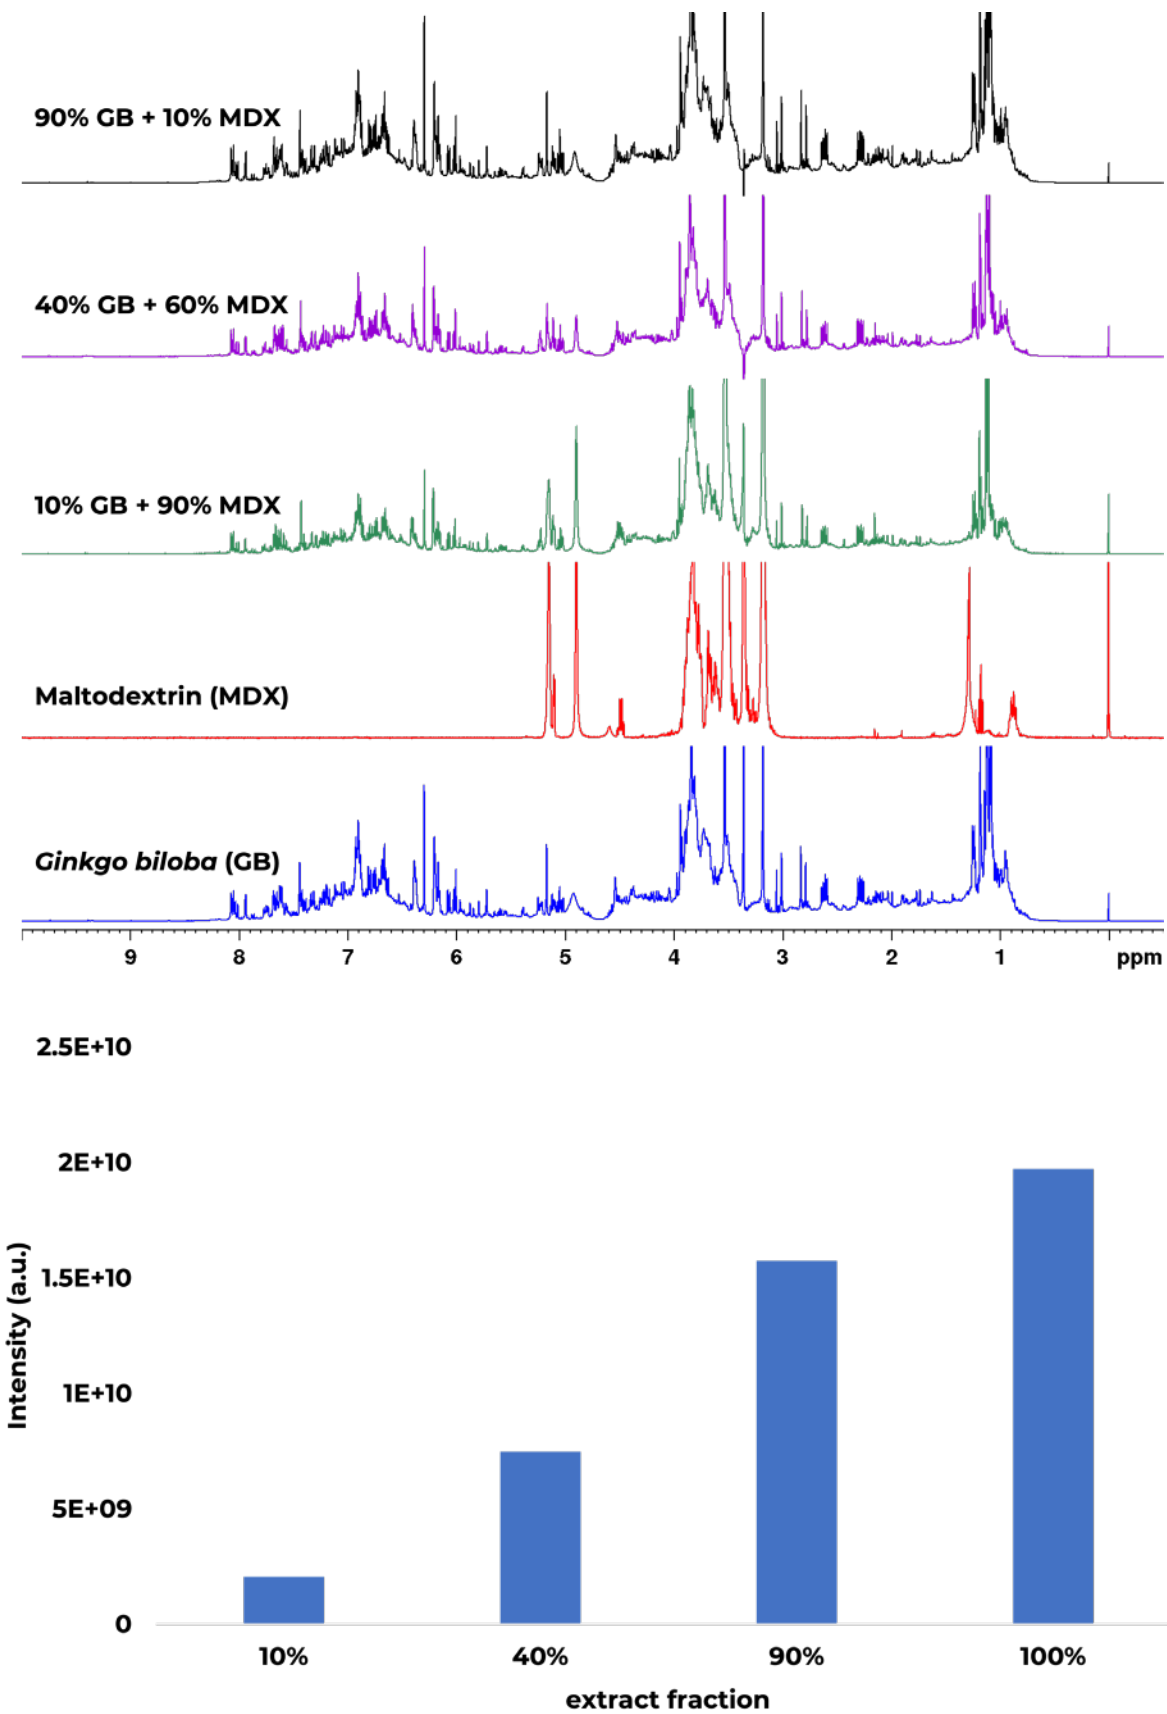 90% GB + 10% MDX
40% GB + 60% MDX
10% GB + 90% MDX
Maltodextrin (MDX)
Ginkgo biloba (GB)
9 8 7 6 5 4 3 2 1 ppm
2.5E+10
2E+10
1.5E+10
1E+10
5E+09
0
Intensity (a.u.)
10% 40% 90% 100%
extract fraction